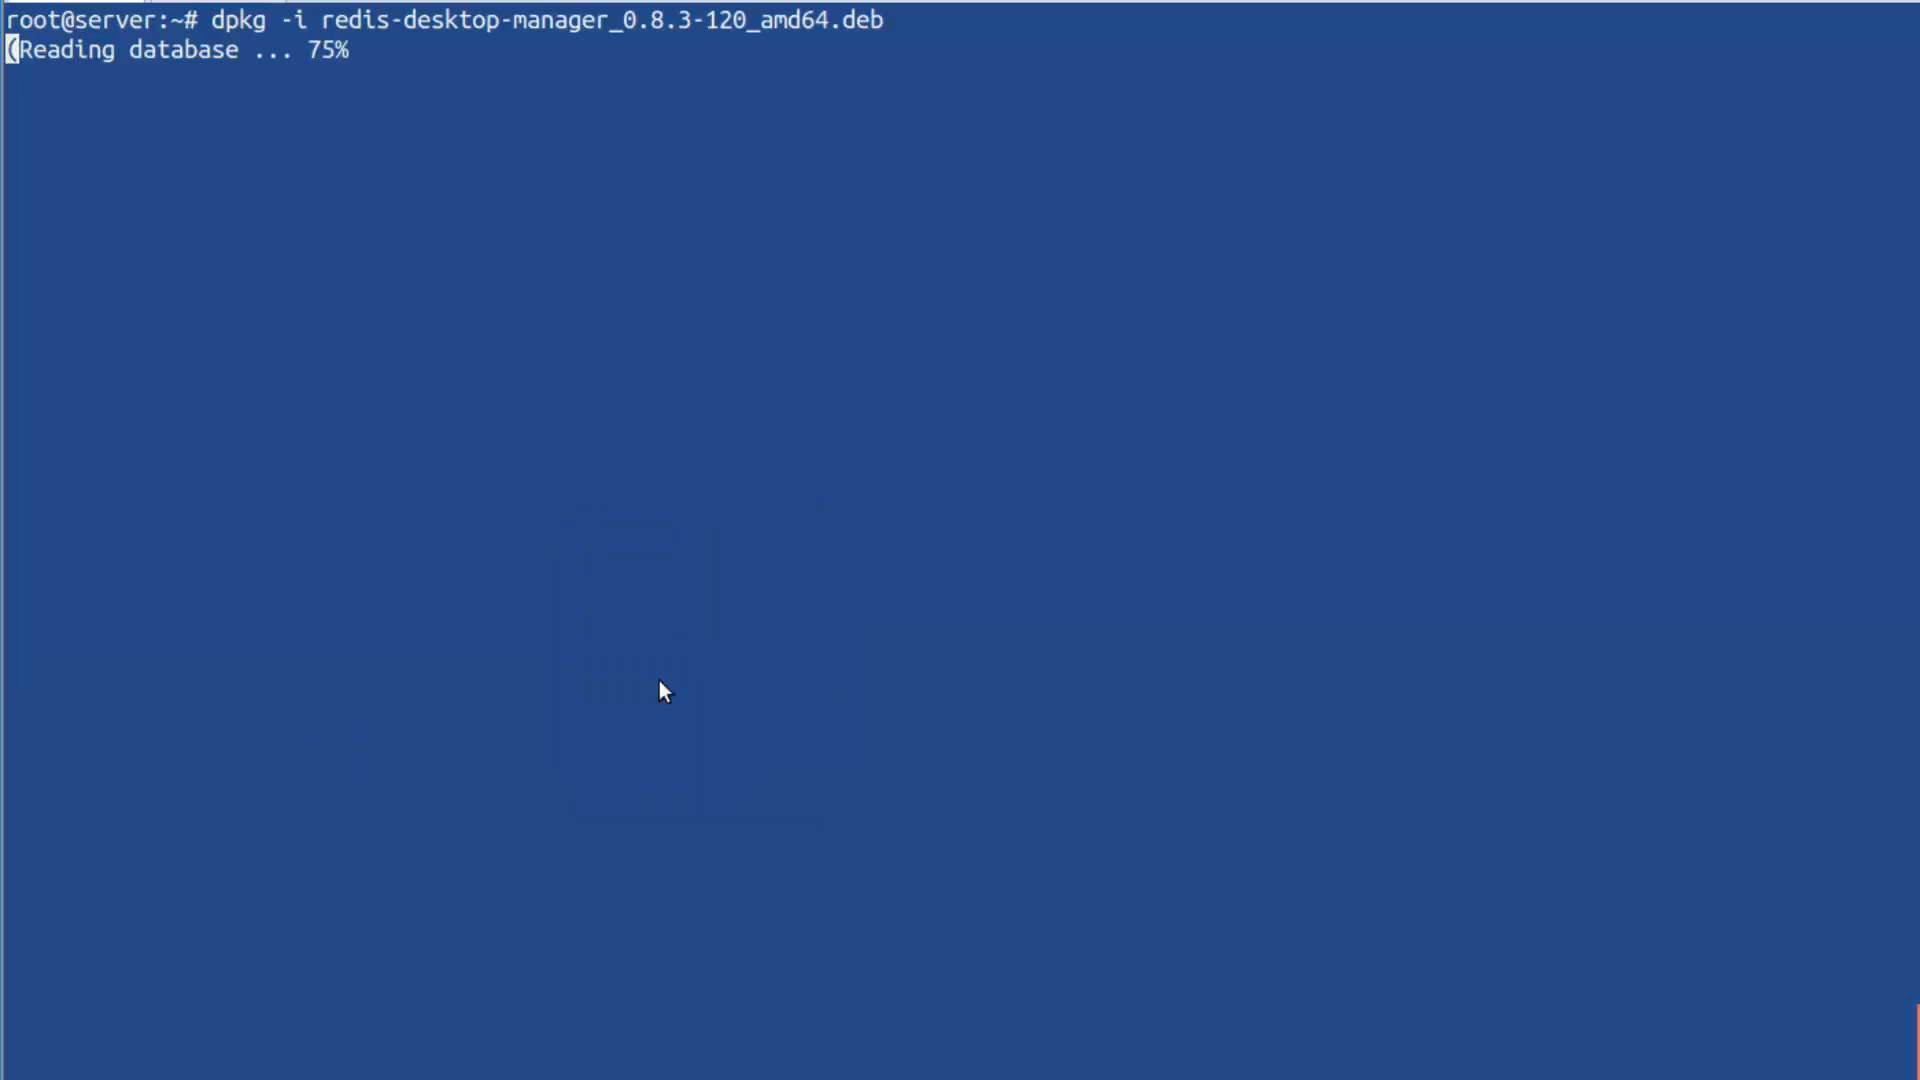 root@server:~# dpkg -i redis-desktop-manager_0.8.3-120_amd64.deb
(Reading database ... 75%